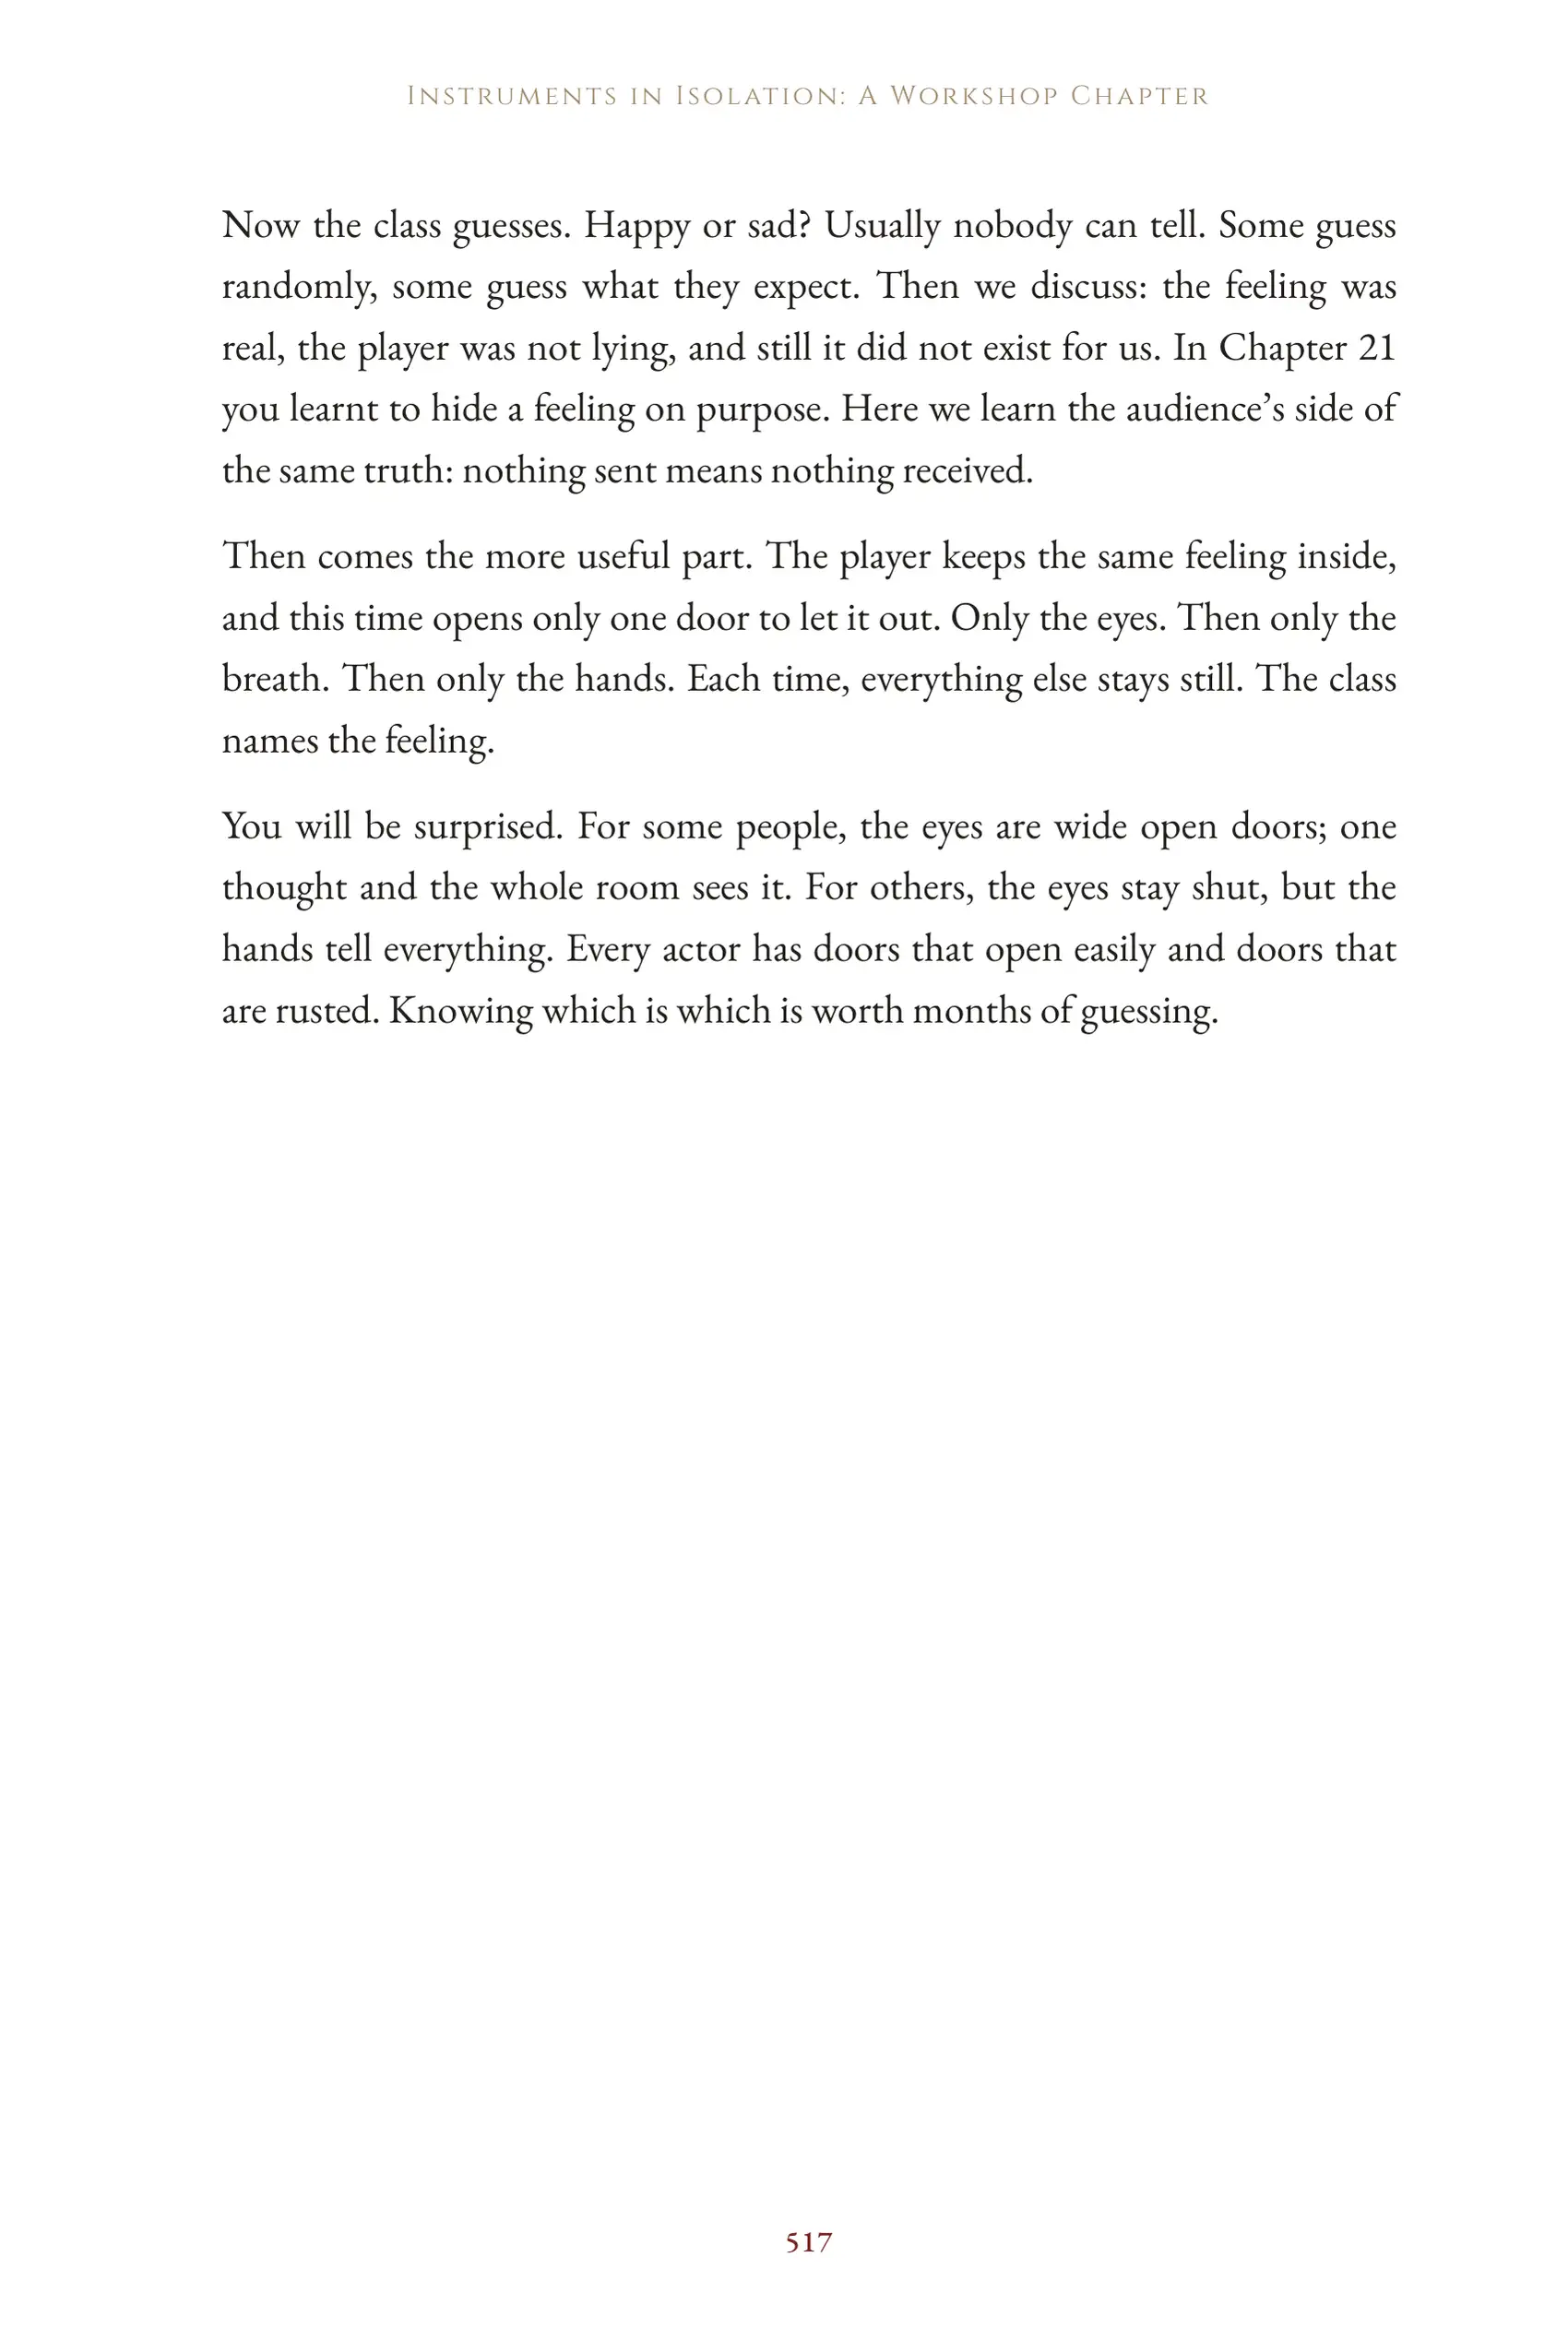 Instruments in Isolation: A Workshop Chapter
Now the class guesses. Happy or sad? Usually nobody can tell. Some guess
randomly, some guess what they expect. Then we discuss: the feeling was
real, the player was not lying, and still it did not exist for us. In Chapter 21
you learnt to hide a feeling on purpose. Here we learn the audience’s side of
the same truth: nothing sent means nothing received.
Then comes the more useful part. The player keeps the same feeling inside,
and this time opens only one door to let it out. Only the eyes. Then only the
breath. Then only the hands. Each time, everything else stays still. The class
names the feeling.
You will be surprised. For some people, the eyes are wide open doors; one
thought and the whole room sees it. For others, the eyes stay shut, but the
hands tell everything. Every actor has doors that open easily and doors that
are rusted. Knowing which is which is worth months of guessing.
517